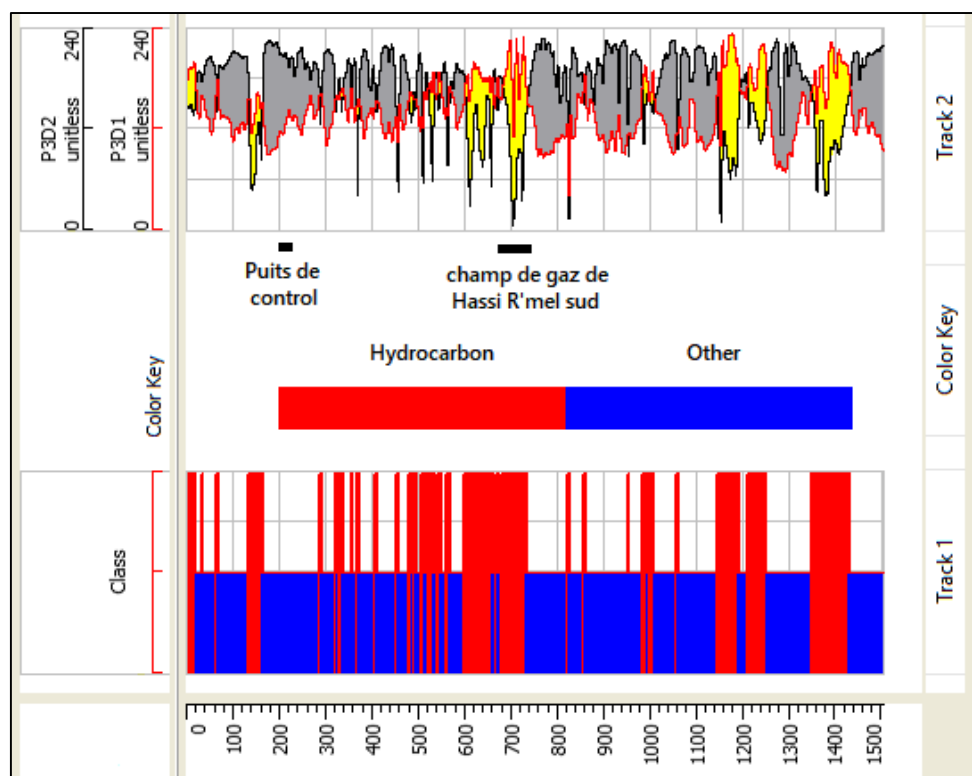 240
0
P3D2
unitless
240
0
P3D1
unitless
Track 2
Puits de
control
champ de gaz de
Hassi R'mel sud
Hydrocarbon
Other
Color Key
Color Key
Class
Track 1
0
100
200
300
400
500
600
700
800
900
1000
1100
1200
1300
1400
1500